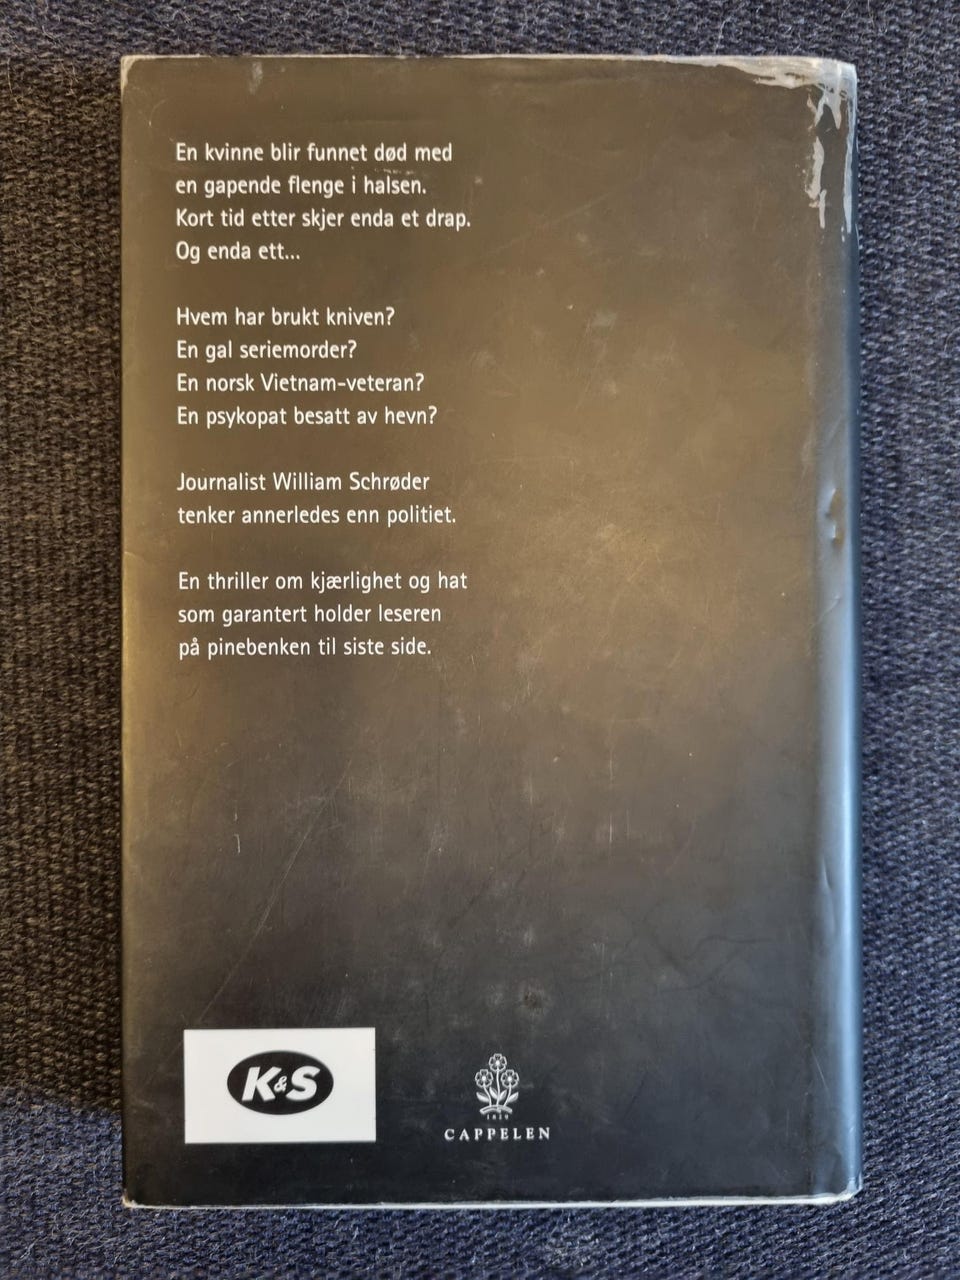 En kvinne blir funnet død med
en gapende flenge i halsen.
Kort tid etter skjer enda et drap.
Og enda ett...
Hvem har brukt kniven?
En gal seriemorder?
En norsk Vietnam-veteran?
En psykopat besatt av hevn?
Journalist William Schrøder
tenker annerledes enn politiet.
En thriller om kjærlighet og hat
som garantert holder leseren
på pinebenken til siste side.
K&S
1829
CAPPELEN